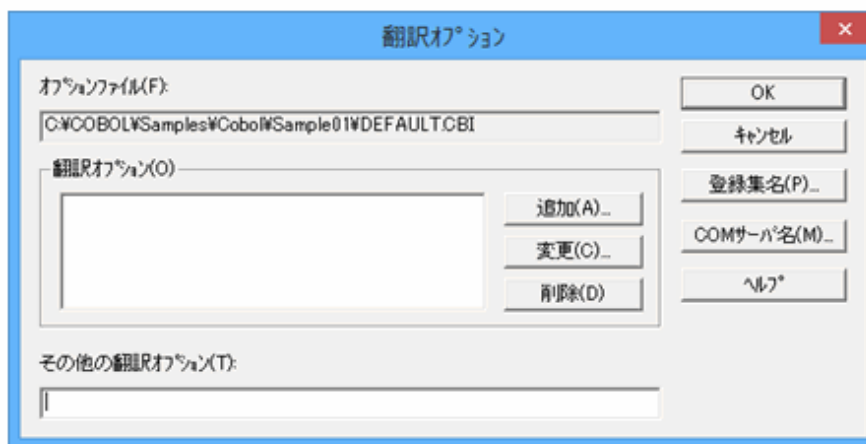 翻訳ｵﾌﾟｼｮﾝ
ｵﾌﾟｼｮﾝﾌｧｲﾙ(F):
C:¥COBOL¥Samples¥Cobol¥Sample01¥DEFAULT.CBI
翻訳ｵﾌﾟｼｮﾝ(O)
追加(A)...
変更(C)...
削除(D)
その他の翻訳ｵﾌﾟｼｮﾝ(T):
OK
ｷｬﾝｾﾙ
登録集名(P)...
COMｻｰﾊﾞ名(M)...
ﾍﾙﾌﾟ